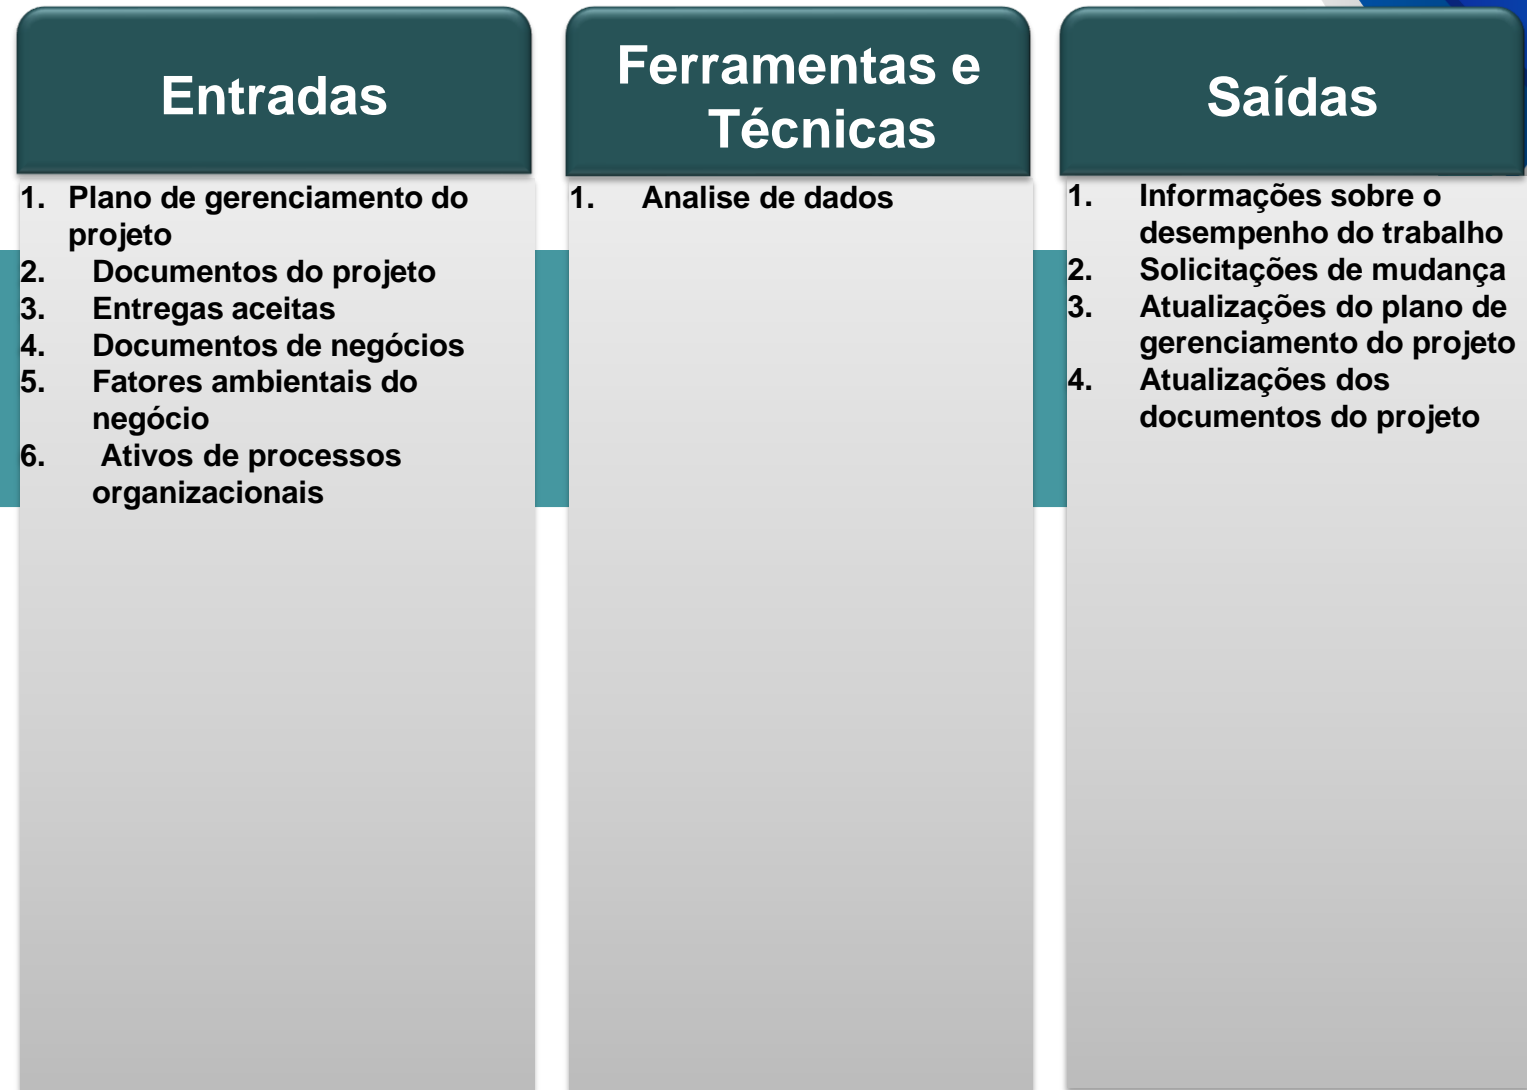 Entradas
1. Plano de gerenciamento do
projeto
2. Documentos do projeto
3. Entregas aceitas
4. Documentos de negócios
5. Fatores ambientais do
negócio
6. Ativos de processos
organizacionais
Ferramentas e
Técnicas
1. Analise de dados
Saídas
1. Informações sobre o
desempenho do trabalho
2. Solicitações de mudança
3. Atualizações do plano de
gerenciamento do projeto
4. Atualizações dos
documentos do projeto